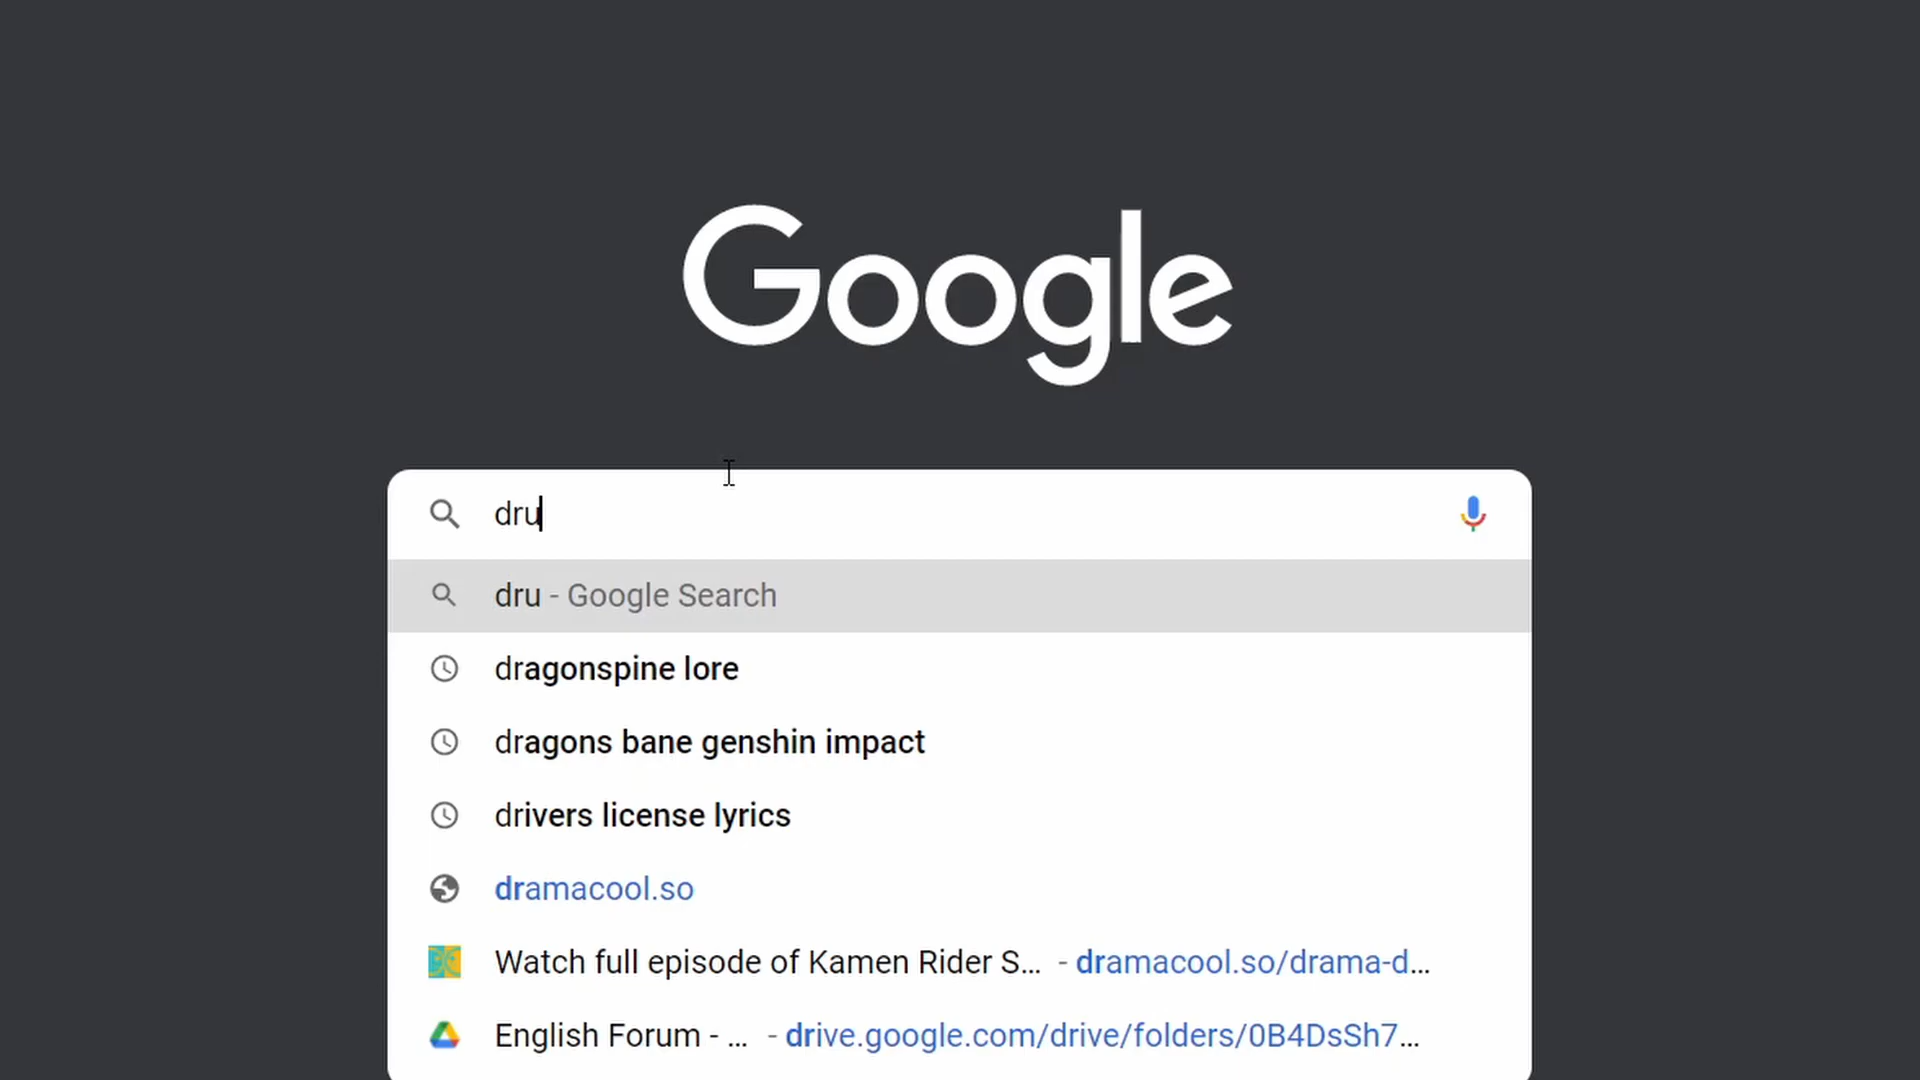 Google
dru
dru - Google Search
dragonspine lore
dragons bane genshin impact
drivers license lyrics
dramacool.so
Watch full episode of Kamen Rider S... - dramacool.so/drama-d...
English Forum - ... - drive.google.com/drive/folders/0B4DsSh7...